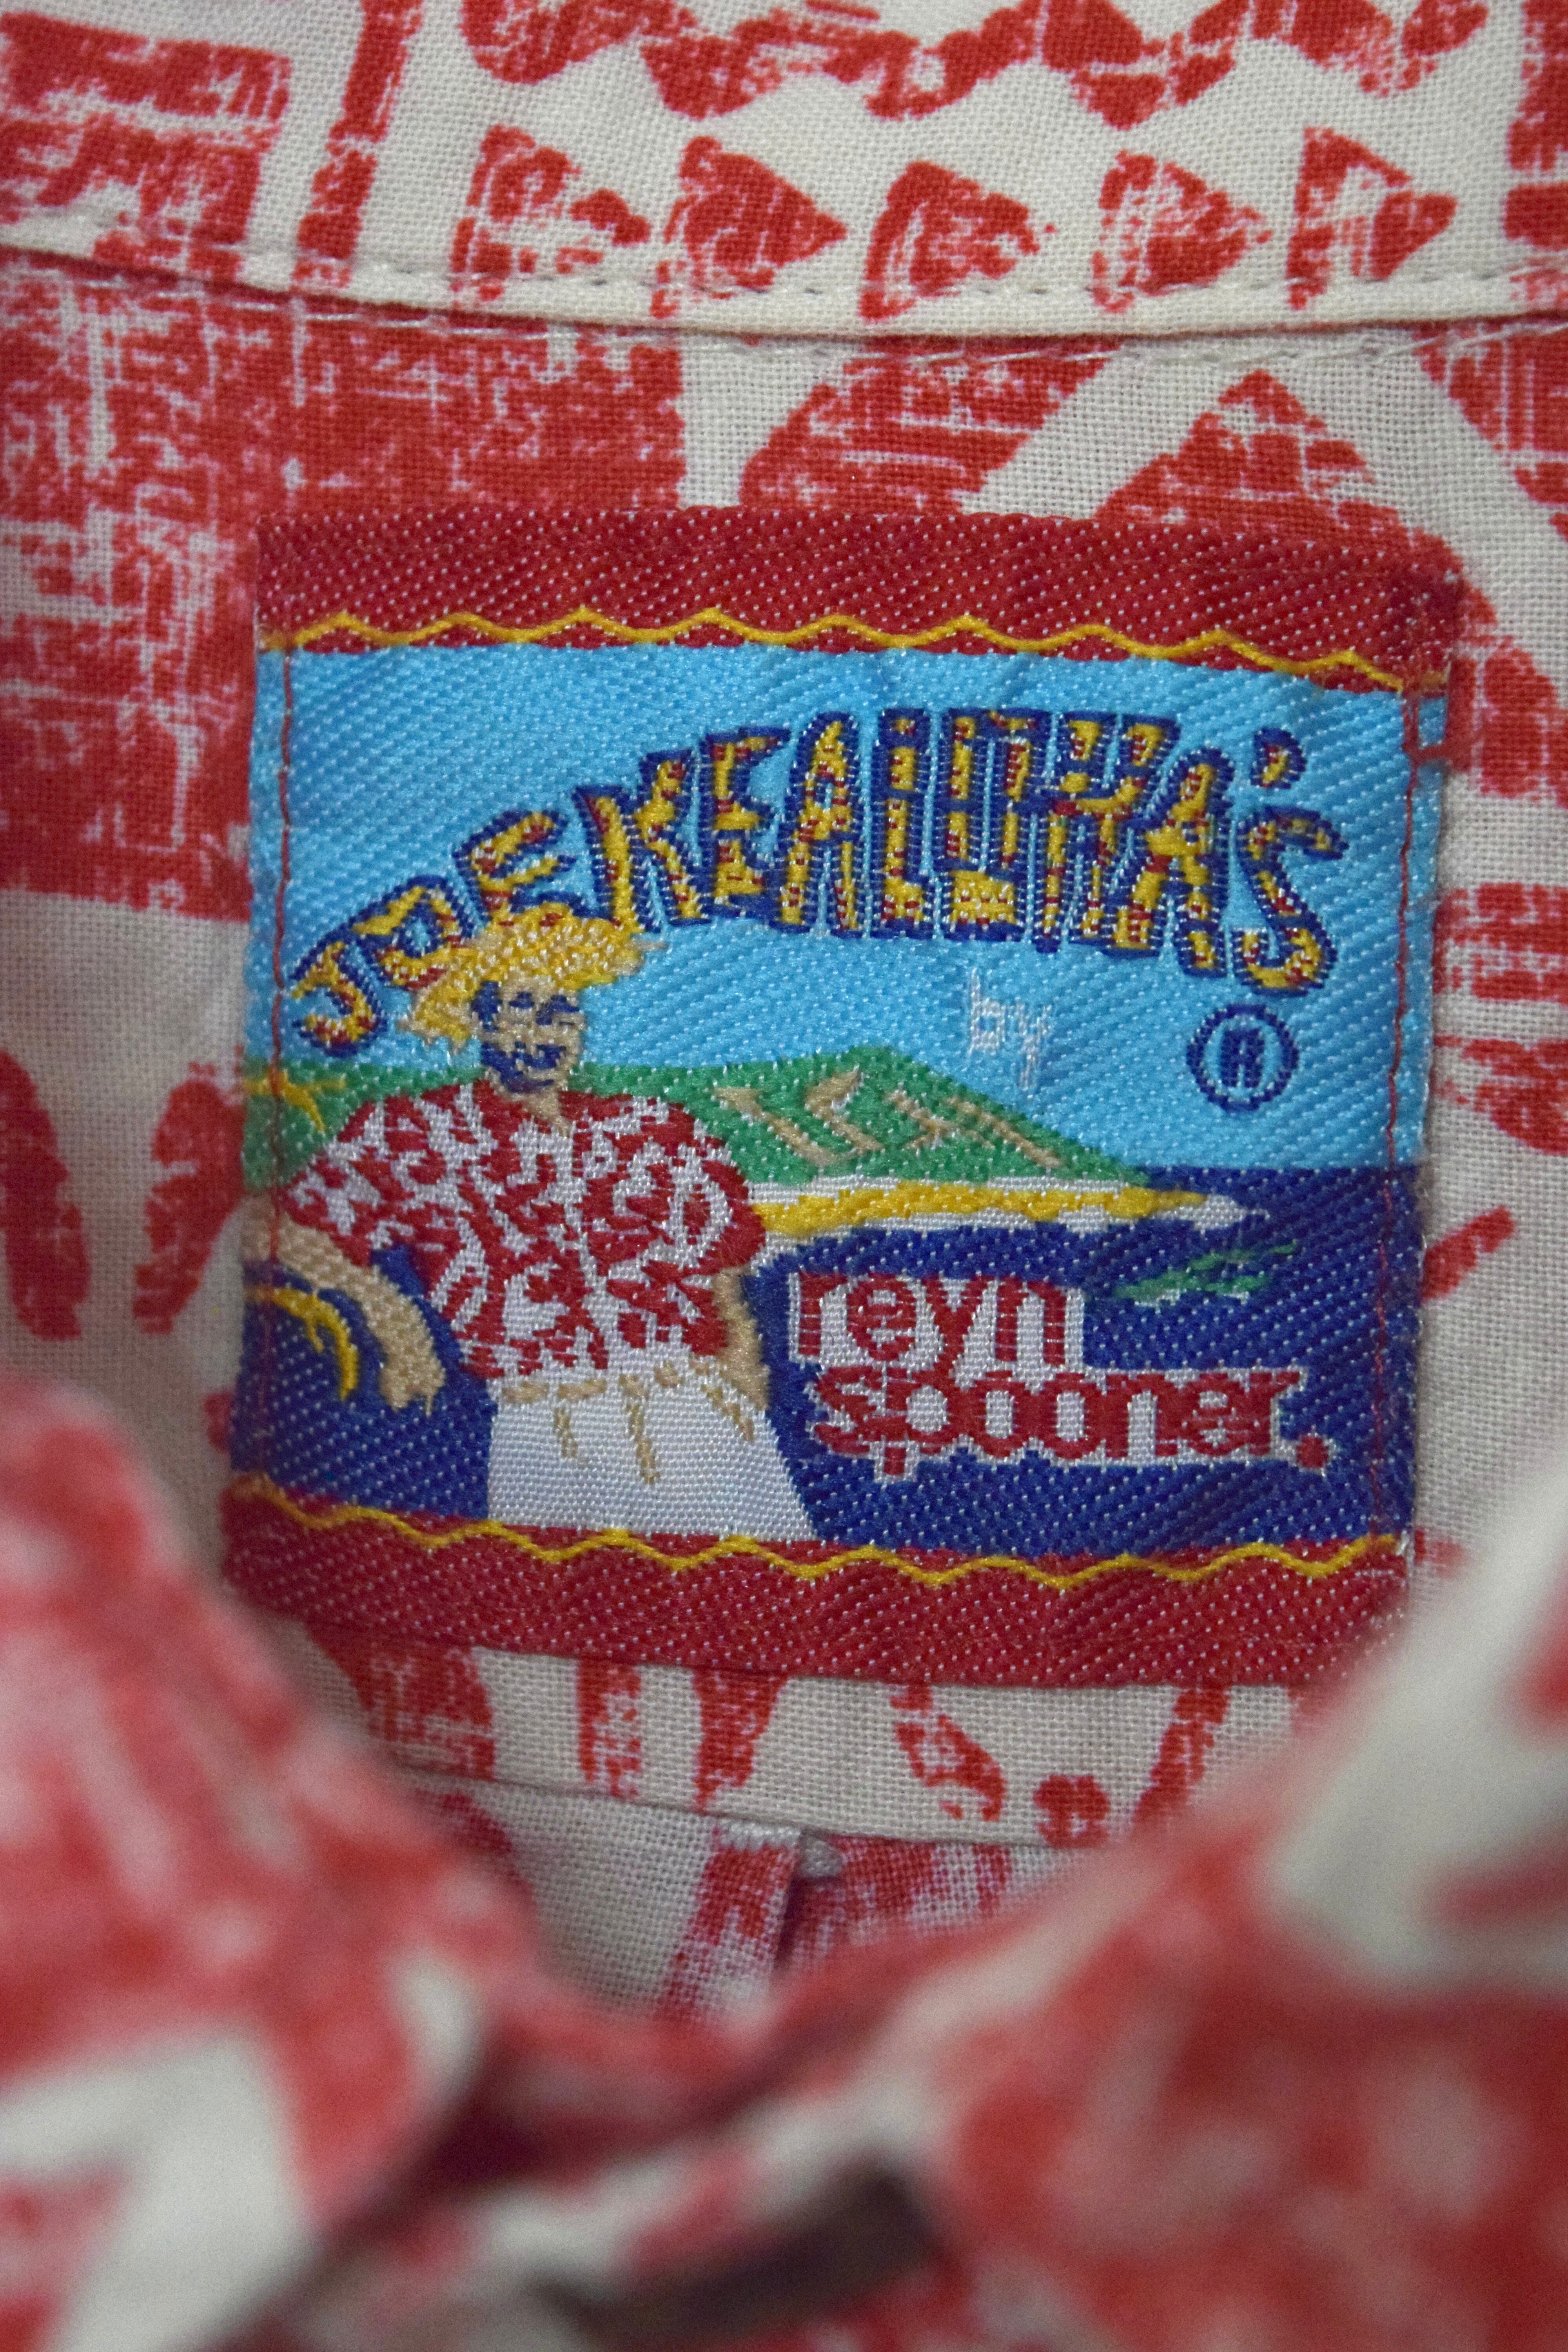 JOE KEALOHA'S
by ®
reyn
spooner.